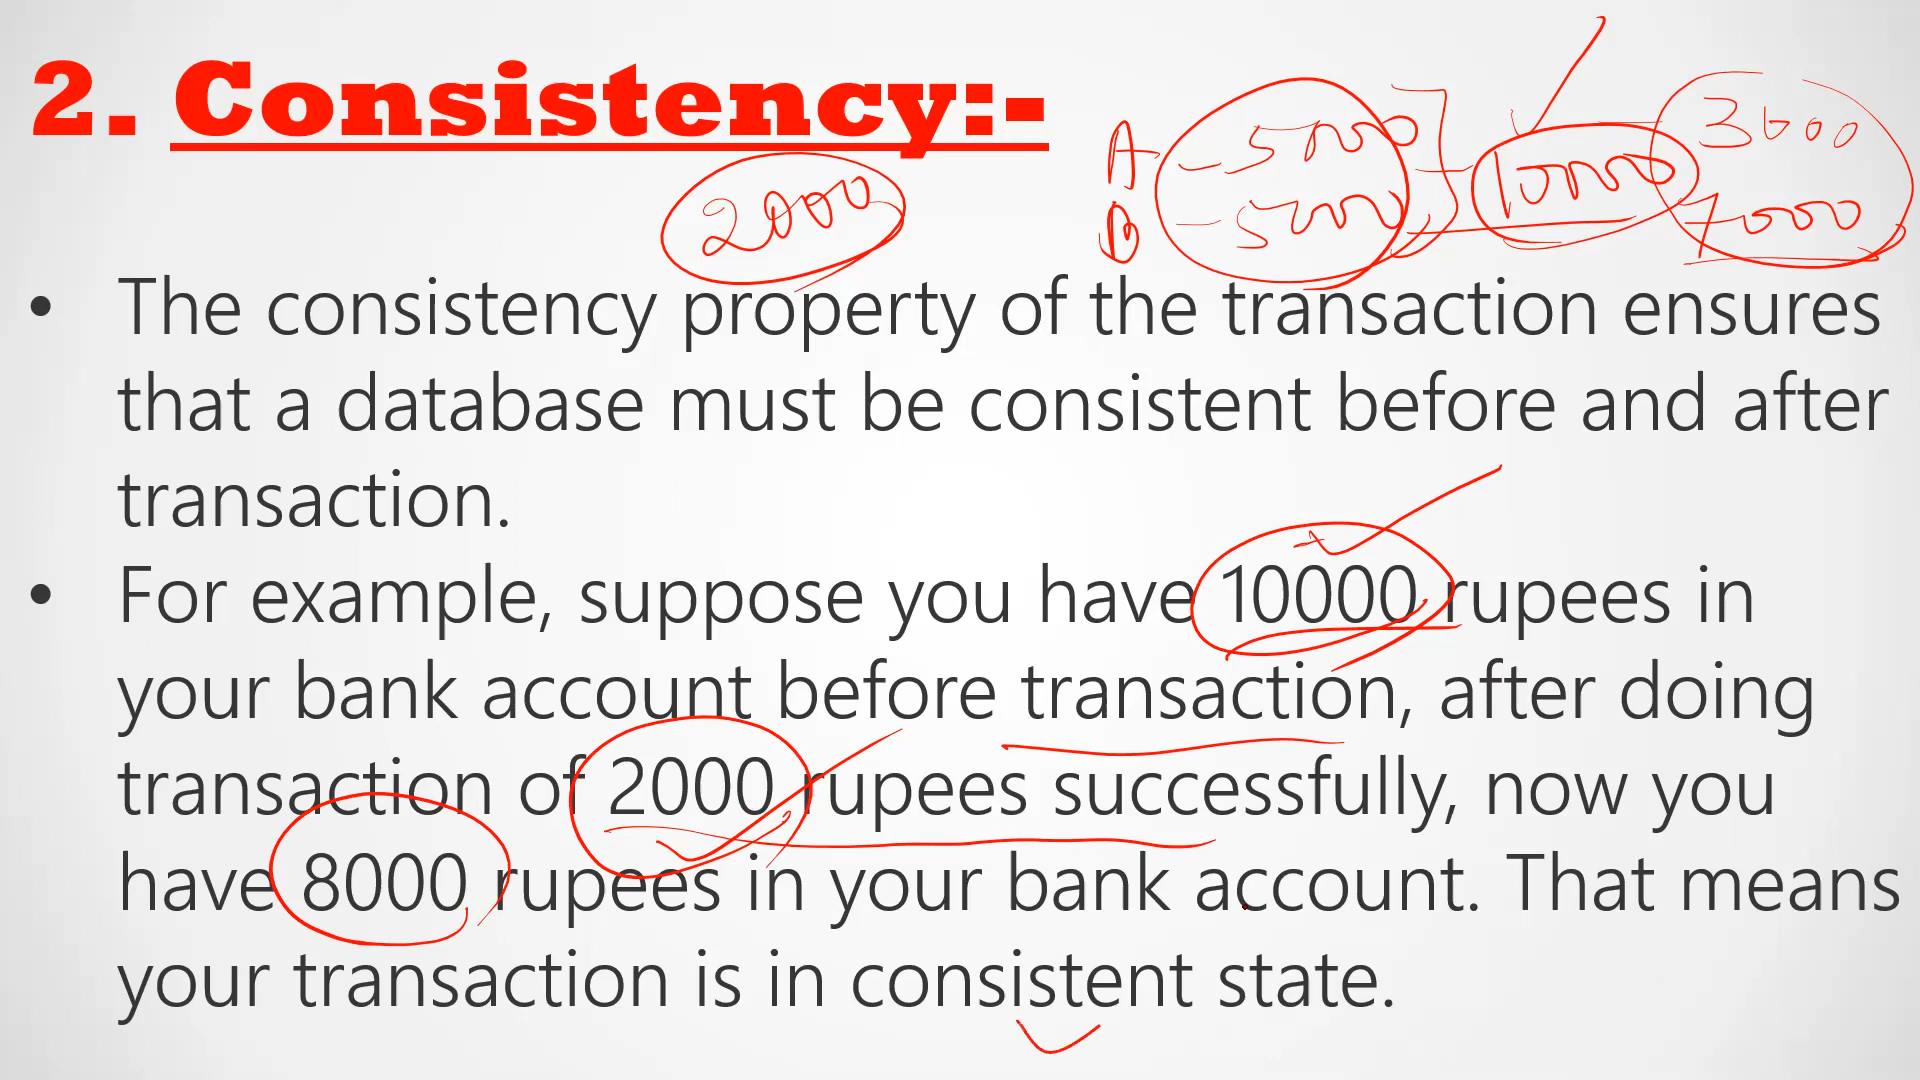 2. Consistency:-
A - 5000
B - 5000
10000
3000
7000
2000
• The consistency property of the transaction ensures
that a database must be consistent before and after
transaction.
• For example, suppose you have 10000 rupees in
your bank account before transaction, after doing
transaction of 2000 rupees successfully, now you
have 8000 rupees in your bank account. That means
your transaction is in consistent state.